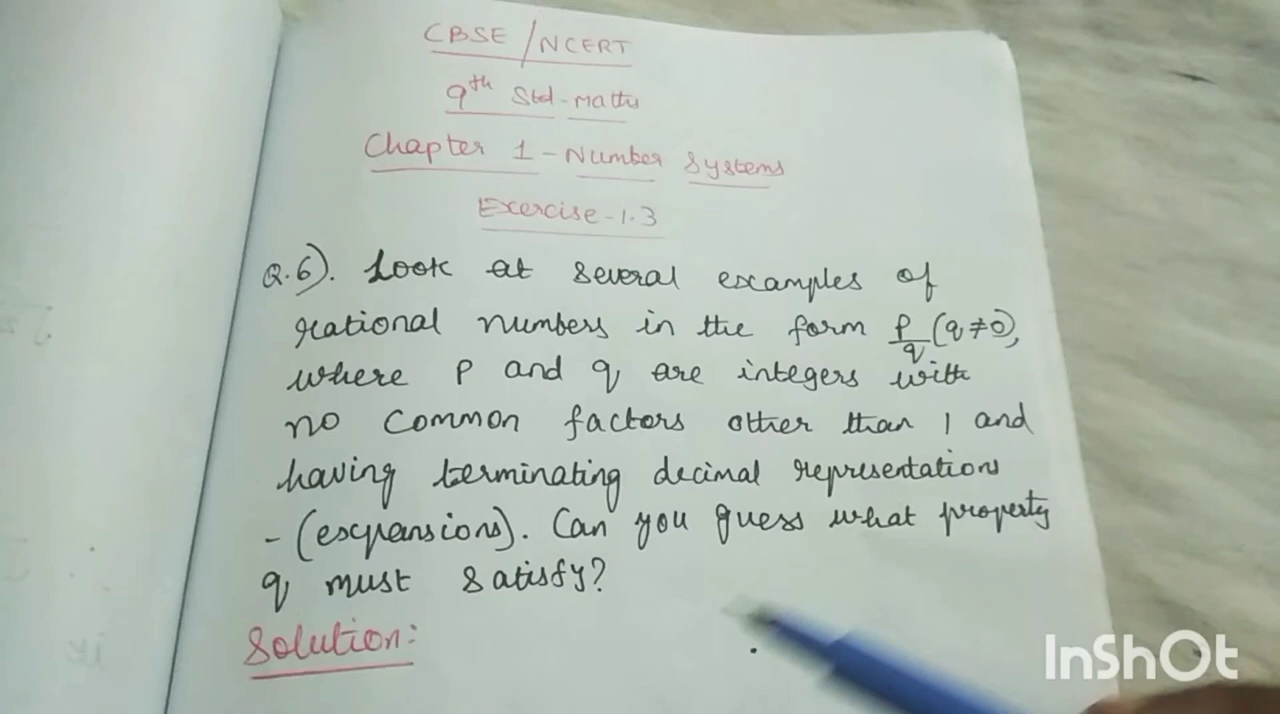 CBSE / NCERT
9th Std-Maths
Chapter 1 - Number Systems
Exercise-1.3
Q.6). Look at several examples of
rational numbers in the form p/q (q ≠ 0),
where p and q are integers with
no common factors other than 1 and
having terminating decimal representations
- (expansions). Can you guess what property
q must satisfy?
Solution:
InShOt